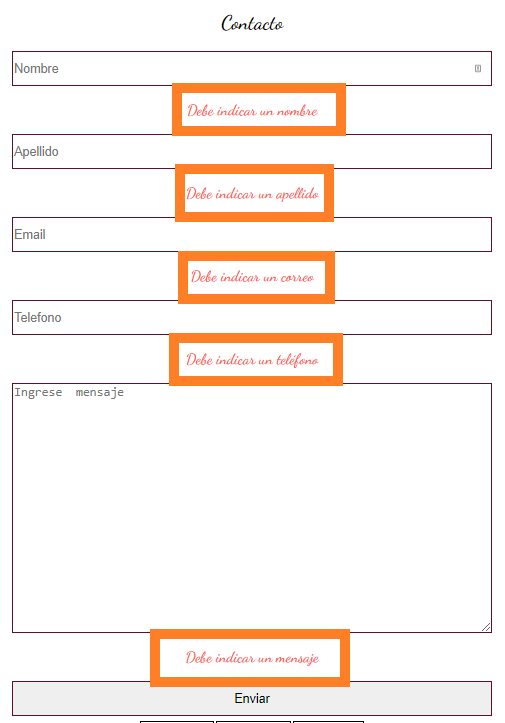 Contacto
Nombre
Debe indicar un nombre
Apellido
Debe indicar un apellido
Email
Debe indicar un correo
Telefono
Debe indicar un teléfono
Ingrese  mensaje
Debe indicar un mensaje
Enviar